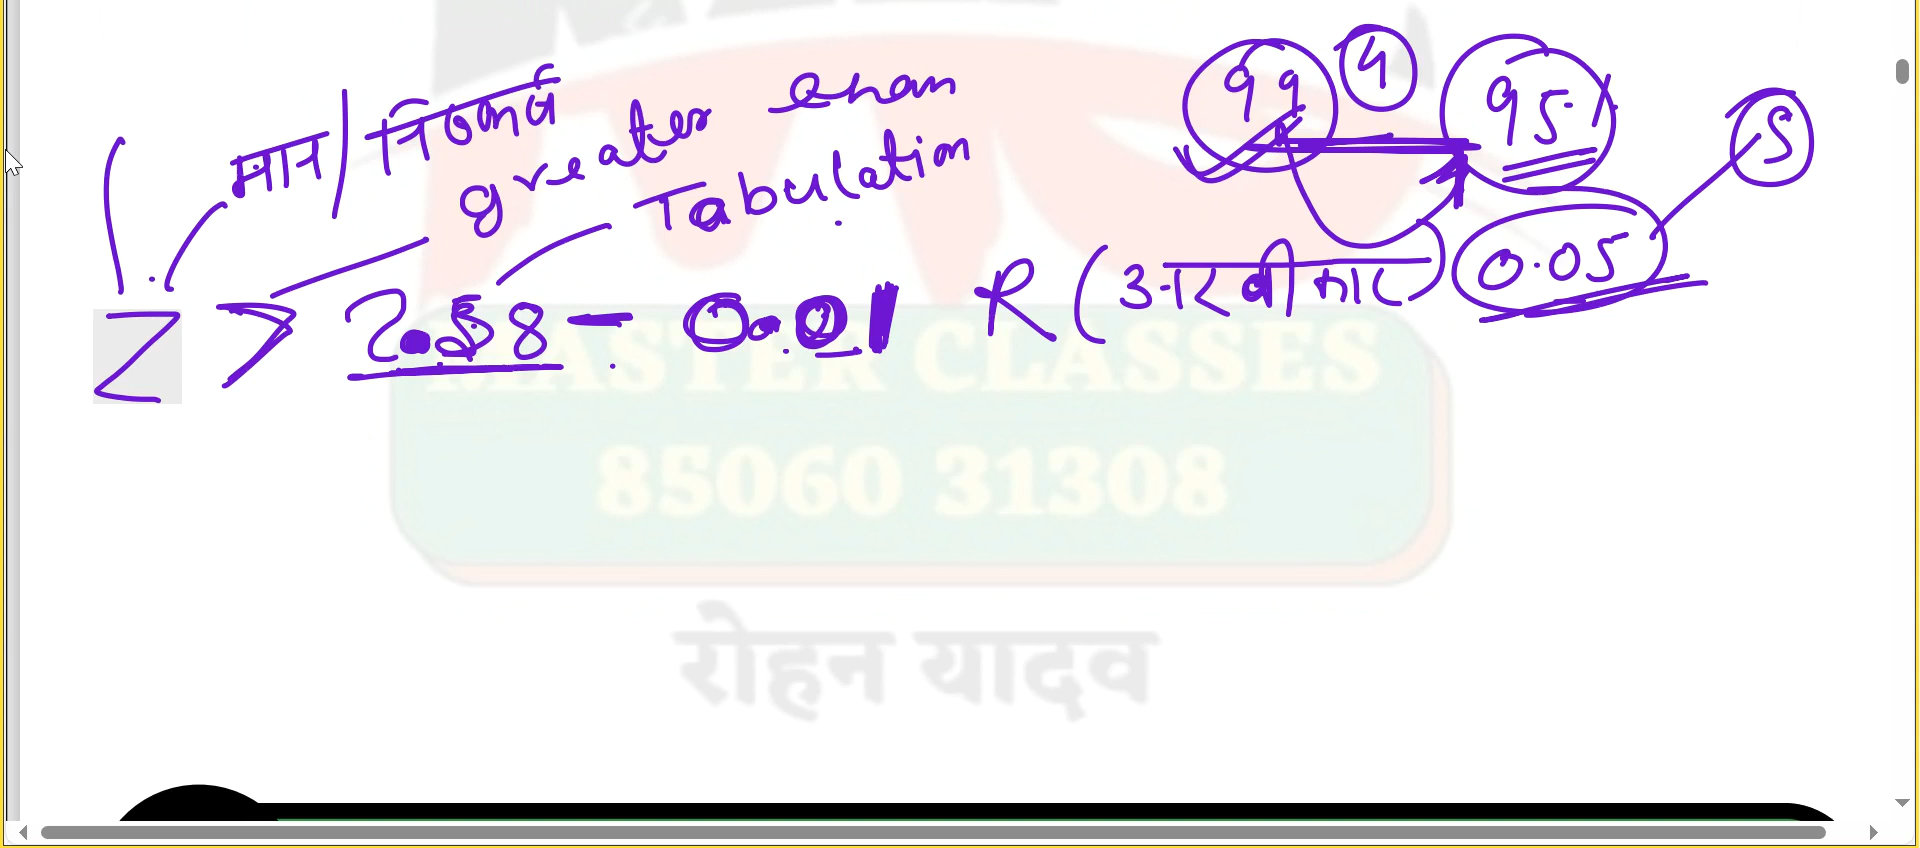 99 4 95 5
मान/ greater than
Tabulation
0.05
Z > 2.58 - 0.01 R (अस्वीकार)
MASTER CLASSES
85060 31308
रोहन यादव